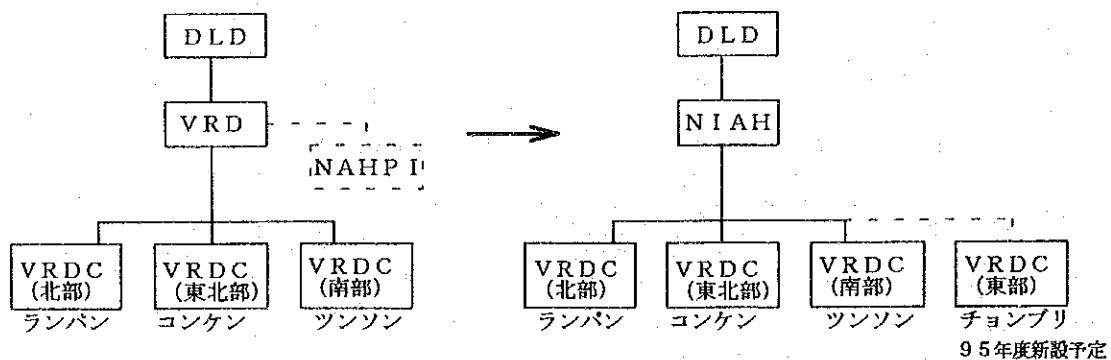 DLD
VRD
NAHPI
VRDC
(北部)
ランパン
VRDC
(東北部)
コンケン
VRDC
(南部)
ツンソン
DLD
NIAH
VRDC
(北部)
ランパン
VRDC
(東北部)
コンケン
VRDC
(南部)
ツンソン
VRDC
(東部)
チョンブリ
95年度新設予定